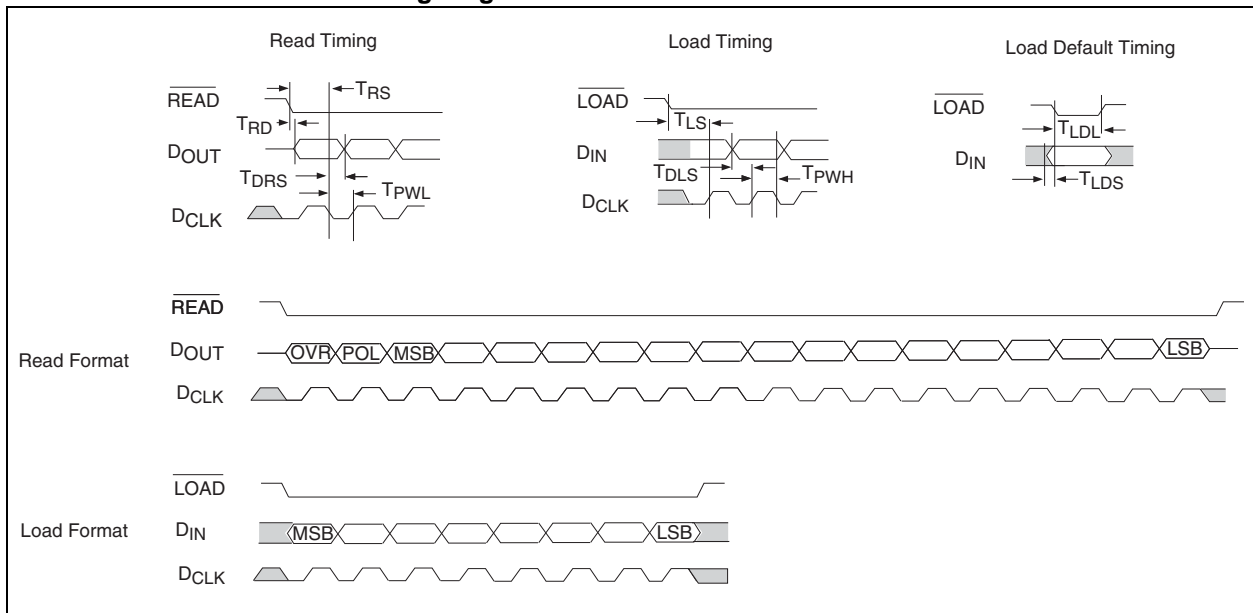 Read Timing
READ
TRS
TRD
DOUT
TDRS
TPWL
DCLK
Load Timing
LOAD
TLS
DIN
TDLS
TPWH
DCLK
Load Default Timing
LOAD
TLDL
DIN
TLDS
Read Format
READ
DOUT
OVR POL MSB LSB
DCLK
Load Format
LOAD
DIN
MSB LSB
DCLK